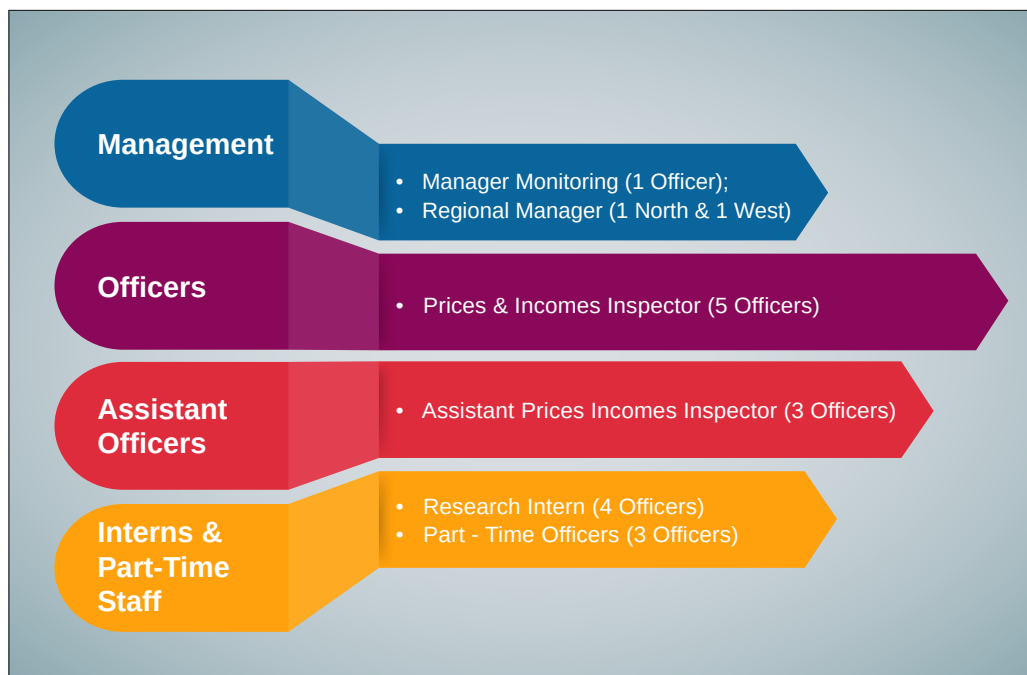 Management
• Manager Monitoring (1 Officer);
• Regional Manager (1 North & 1 West)
Officers
• Prices & Incomes Inspector (5 Officers)
Assistant
Officers
• Assistant Prices Incomes Inspector (3 Officers)
Interns &
Part-Time
Staff
• Research Intern (4 Officers)
• Part - Time Officers (3 Officers)